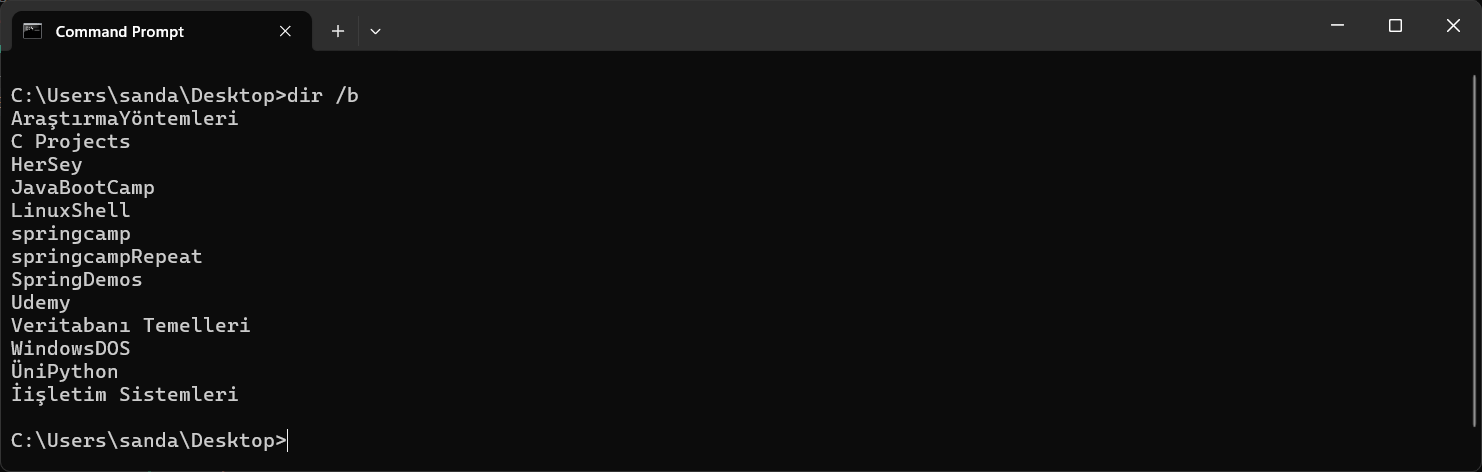 Command Prompt
C:\Users\sanda\Desktop>dir /b
AraştırmaYöntemleri
C Projects
HerSey
JavaBootCamp
LinuxShell
springcamp
springcampRepeat
SpringDemos
Udemy
Veritabanı Temelleri
WindowsDOS
ÜniPython
İişletim Sistemleri
C:\Users\sanda\Desktop>